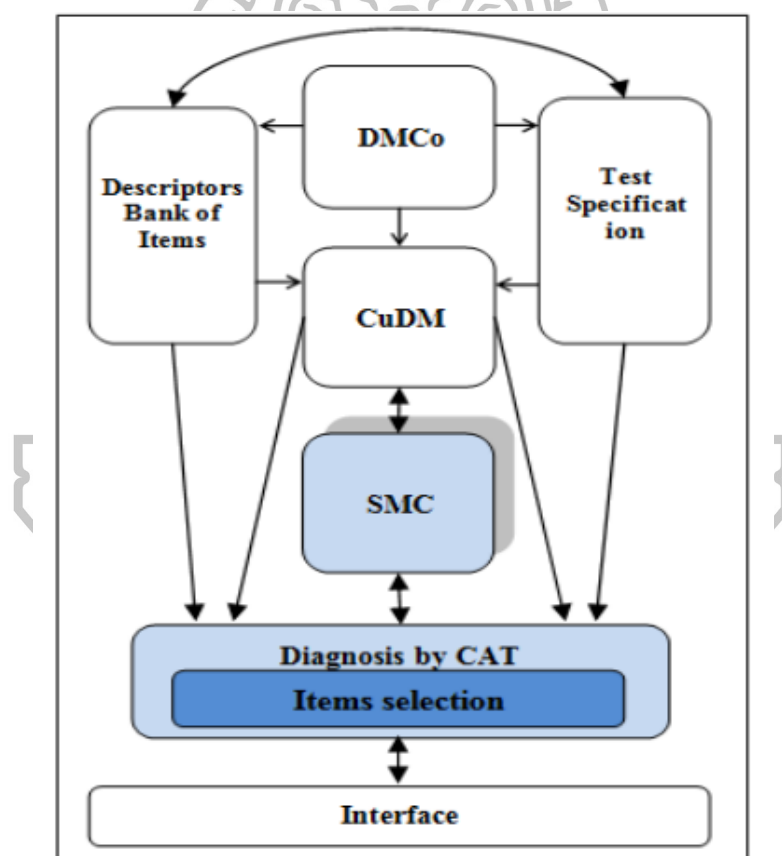 DMCo
Descriptors
Bank of
Items
Test
Specificat
ion
CuDM
SMC
Diagnosis by CAT
Items selection
Interface